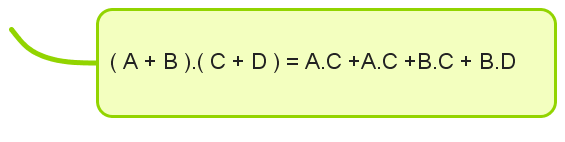 ( A + B ).( C + D ) = A.C +A.C +B.C + B.D